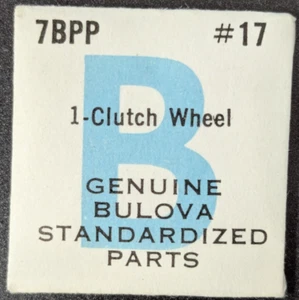 7BPP #17
B
1-Clutch Wheel
GENUINE
BULOVA
STANDARDIZED
PARTS